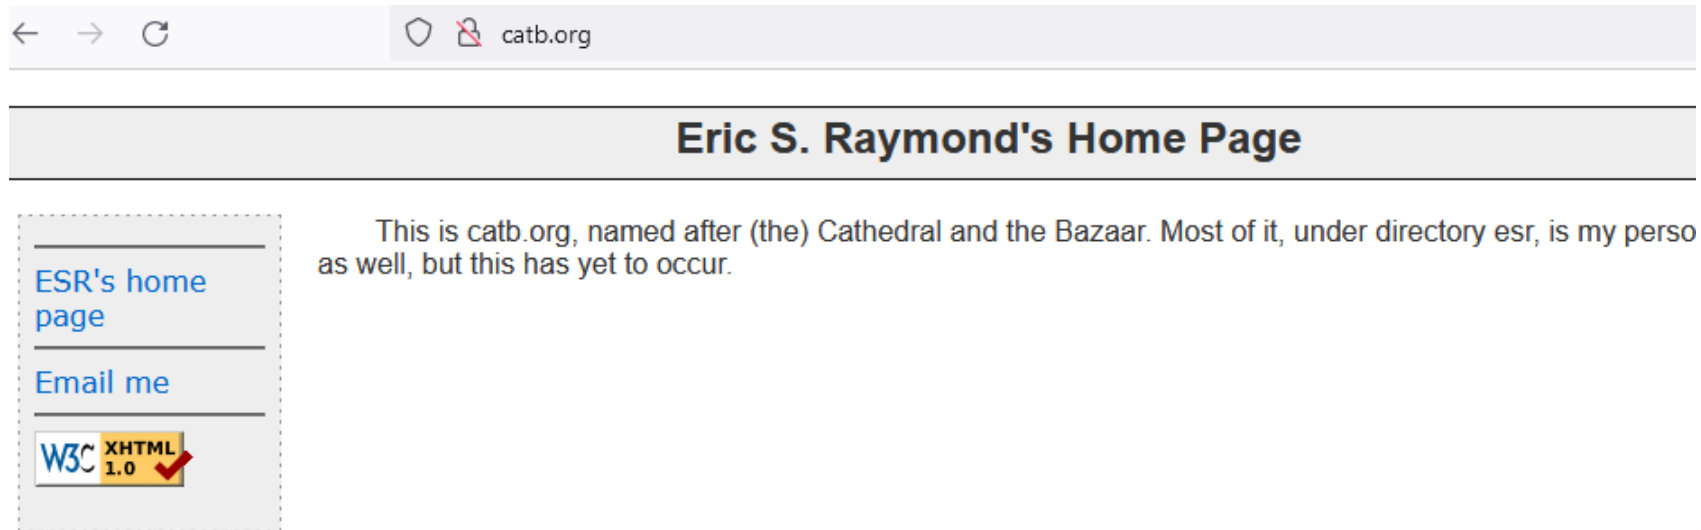 catb.org
Eric S. Raymond's Home Page
This is catb.org, named after (the) Cathedral and the Bazaar. Most of it, under directory esr, is my perso
as well, but this has yet to occur.
ESR's home
page
Email me
W3C XHTML
1.0